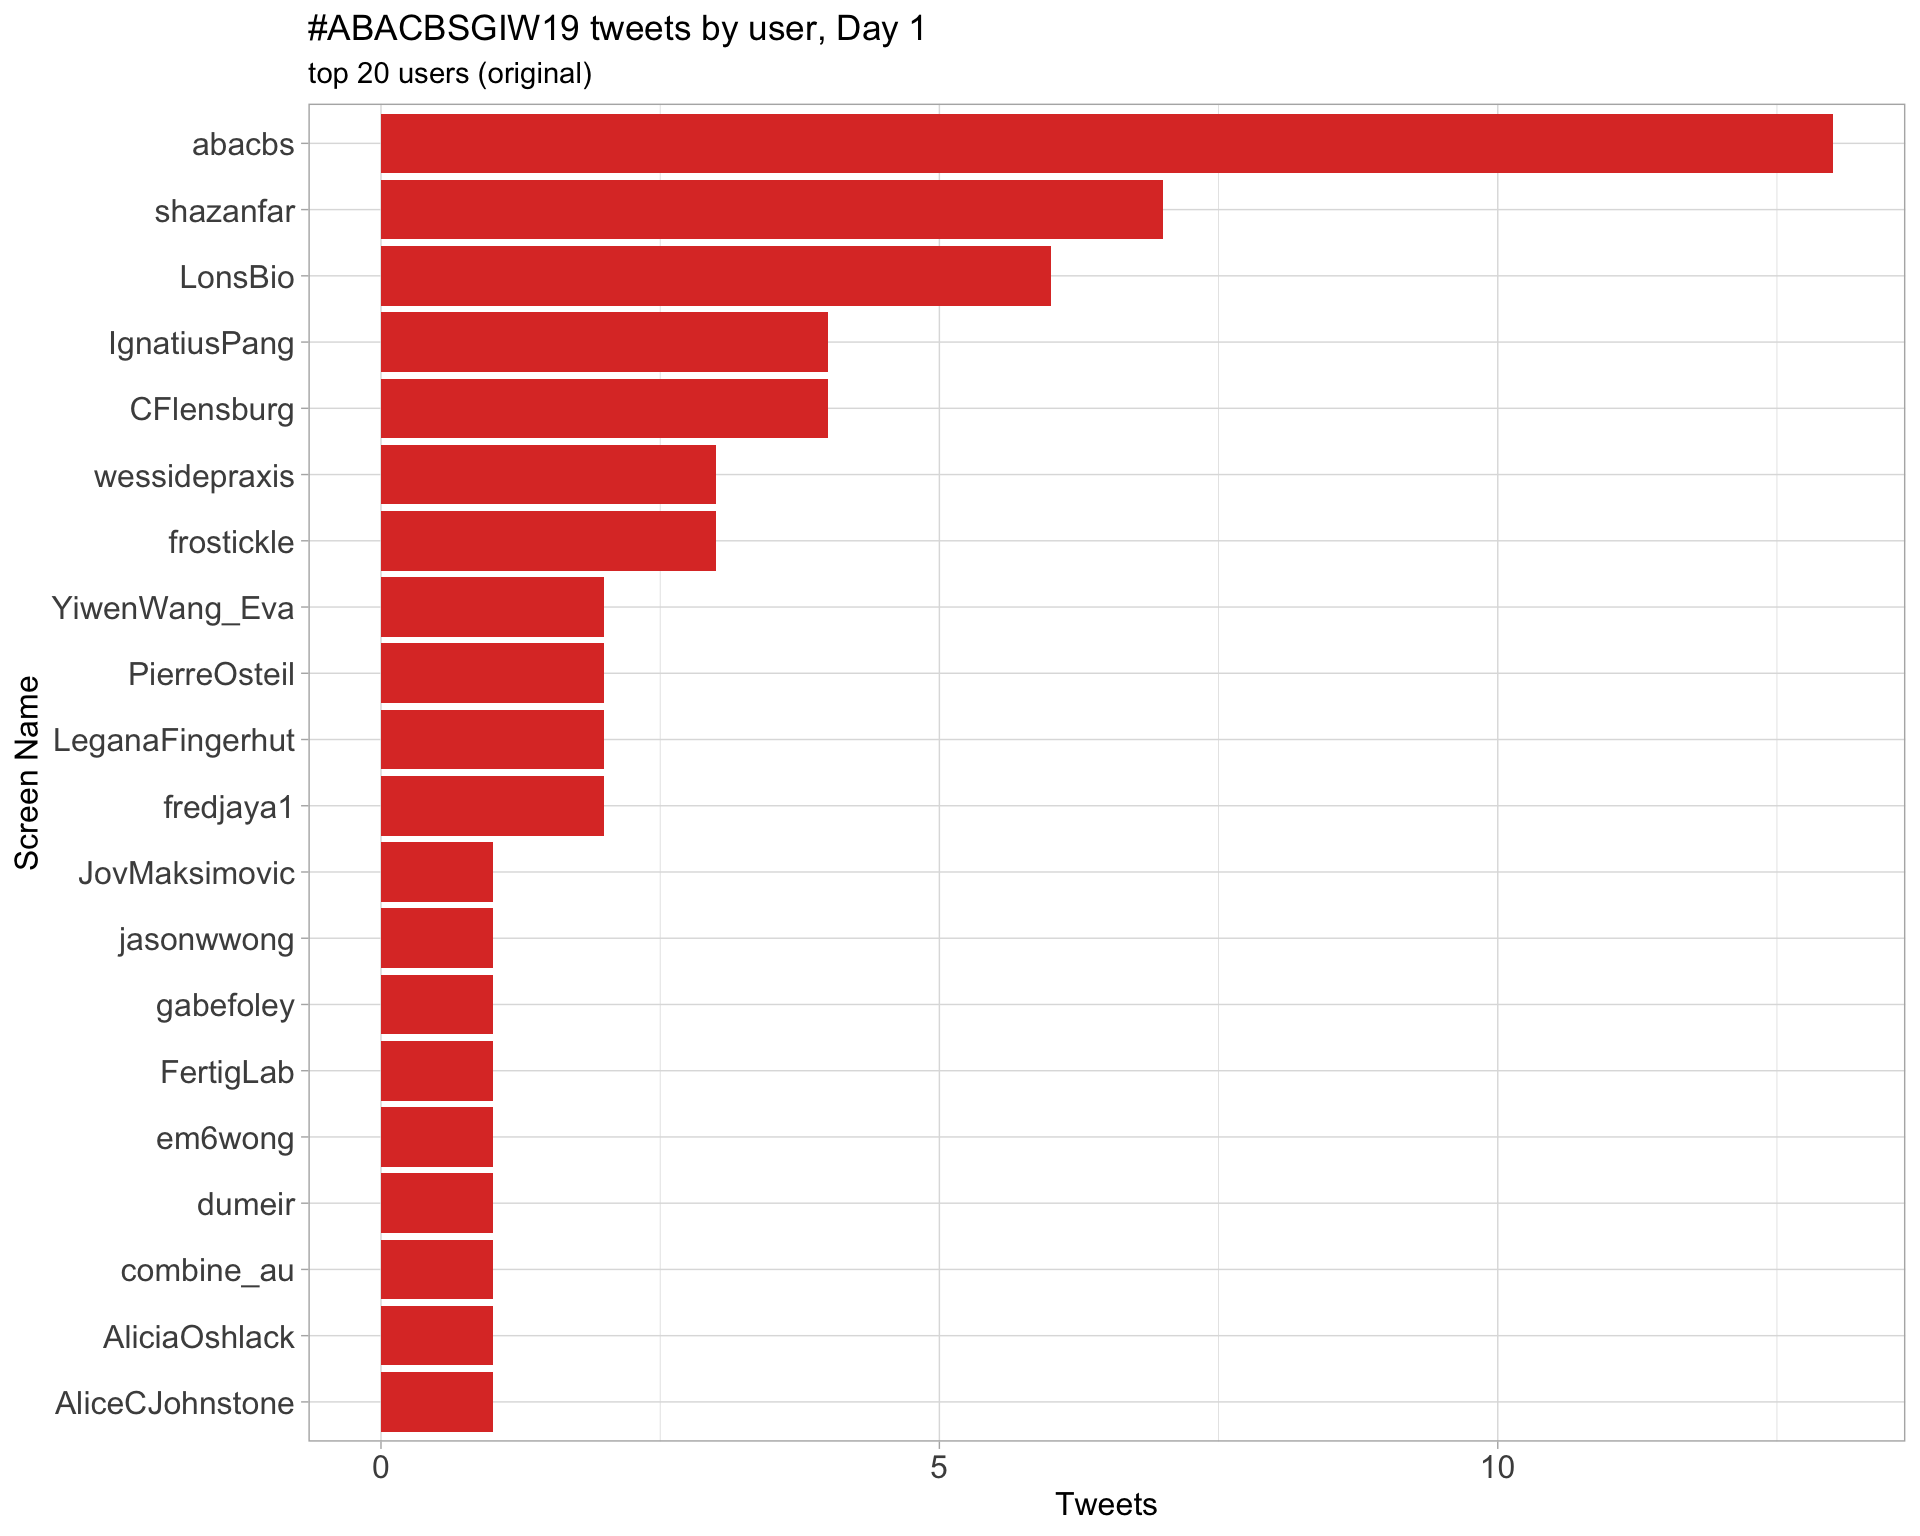 #ABACBSGIW19 tweets by user, Day 1
top 20 users (original)
Screen Name
abacbs
shazanfar
LonsBio
IgnatiusPang
CFlensburg
wessidepraxis
frostickle
YiwenWang_Eva
PierreOsteil
LeganaFingerhut
fredjaya1
JovMaksimovic
jasonwwong
gabefoley
FertigLab
em6wong
dumeir
combine_au
AliciaOshlack
AliceCJohnstone
0 5 10
Tweets